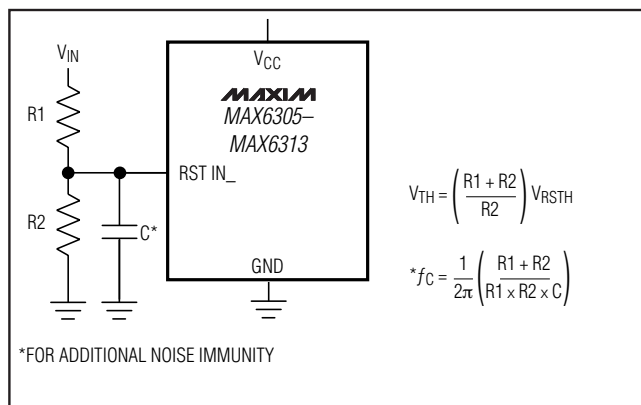 V_IN
R1
R2
C*
V_CC
MAXIM
MAX6305–
MAX6313
RST IN_
GND
V_TH = ( (R1 + R2) / R2 ) V_RSTH
*f_C = 1 / 2π ( (R1 + R2) / (R1 x R2 x C) )
*FOR ADDITIONAL NOISE IMMUNITY